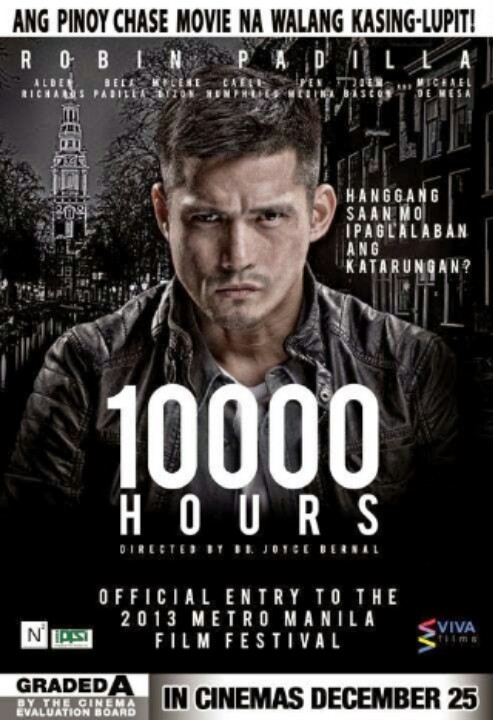 ANG PINOY CHASE MOVIE NA WALANG KASING-LUPIT!
ROBIN PADILLA
ALDEN RICHARDS BELA PADILLA MYLENE DIZON CARLA HUMPHRIES PEN MEDINA JOEM BASCON AND MICHAEL DE MESA
HANGGANG
SAAN MO
IPAGLALABAN
ANG
KATARUNGAN?
10000
HOURS
DIRECTED BY BB. JOYCE BERNAL
OFFICIAL ENTRY TO THE
2013 METRO MANILA
FILM FESTIVAL
N2
VIVA
films
GRADED A
BY THE CINEMA
EVALUATION BOARD
IN CINEMAS DECEMBER 25